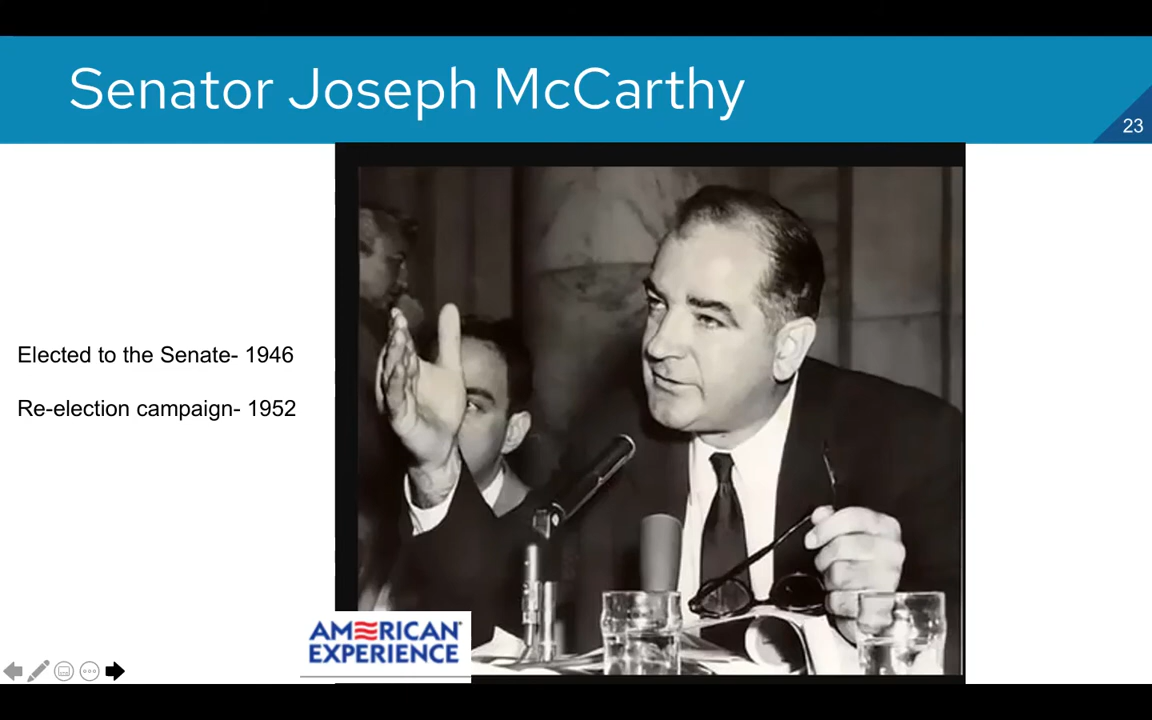 Senator Joseph McCarthy
23
Elected to the Senate- 1946
Re-election campaign- 1952
AMERICAN
EXPERIENCE